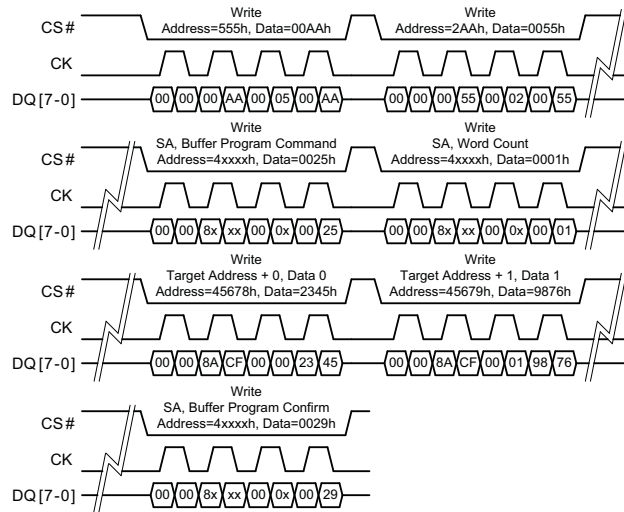 Write Write
CS# Address=555h, Data=00AAh Address=2AAh, Data=0055h
CK
DQ[7-0] 00 00 00 AA 00 05 00 AA 00 00 00 55 00 02 00 55
Write Write
SA, Buffer Program Command SA, Word Count
CS# Address=4xxxxh, Data=0025h Address=4xxxxh, Data=0001h
CK
DQ[7-0] 00 00 8x xx 00 0x 00 25 00 00 8x xx 00 0x 00 01
Write Write
Target Address + 0, Data 0 Target Address + 1, Data 1
CS# Address=45678h, Data=2345h Address=45679h, Data=9876h
CK
DQ[7-0] 00 00 8A CF 00 00 23 45 00 00 8A CF 00 01 98 76
Write
SA, Buffer Program Confirm
CS# Address=4xxxxh, Data=0029h
CK
DQ[7-0] 00 00 8x xx 00 0x 00 29